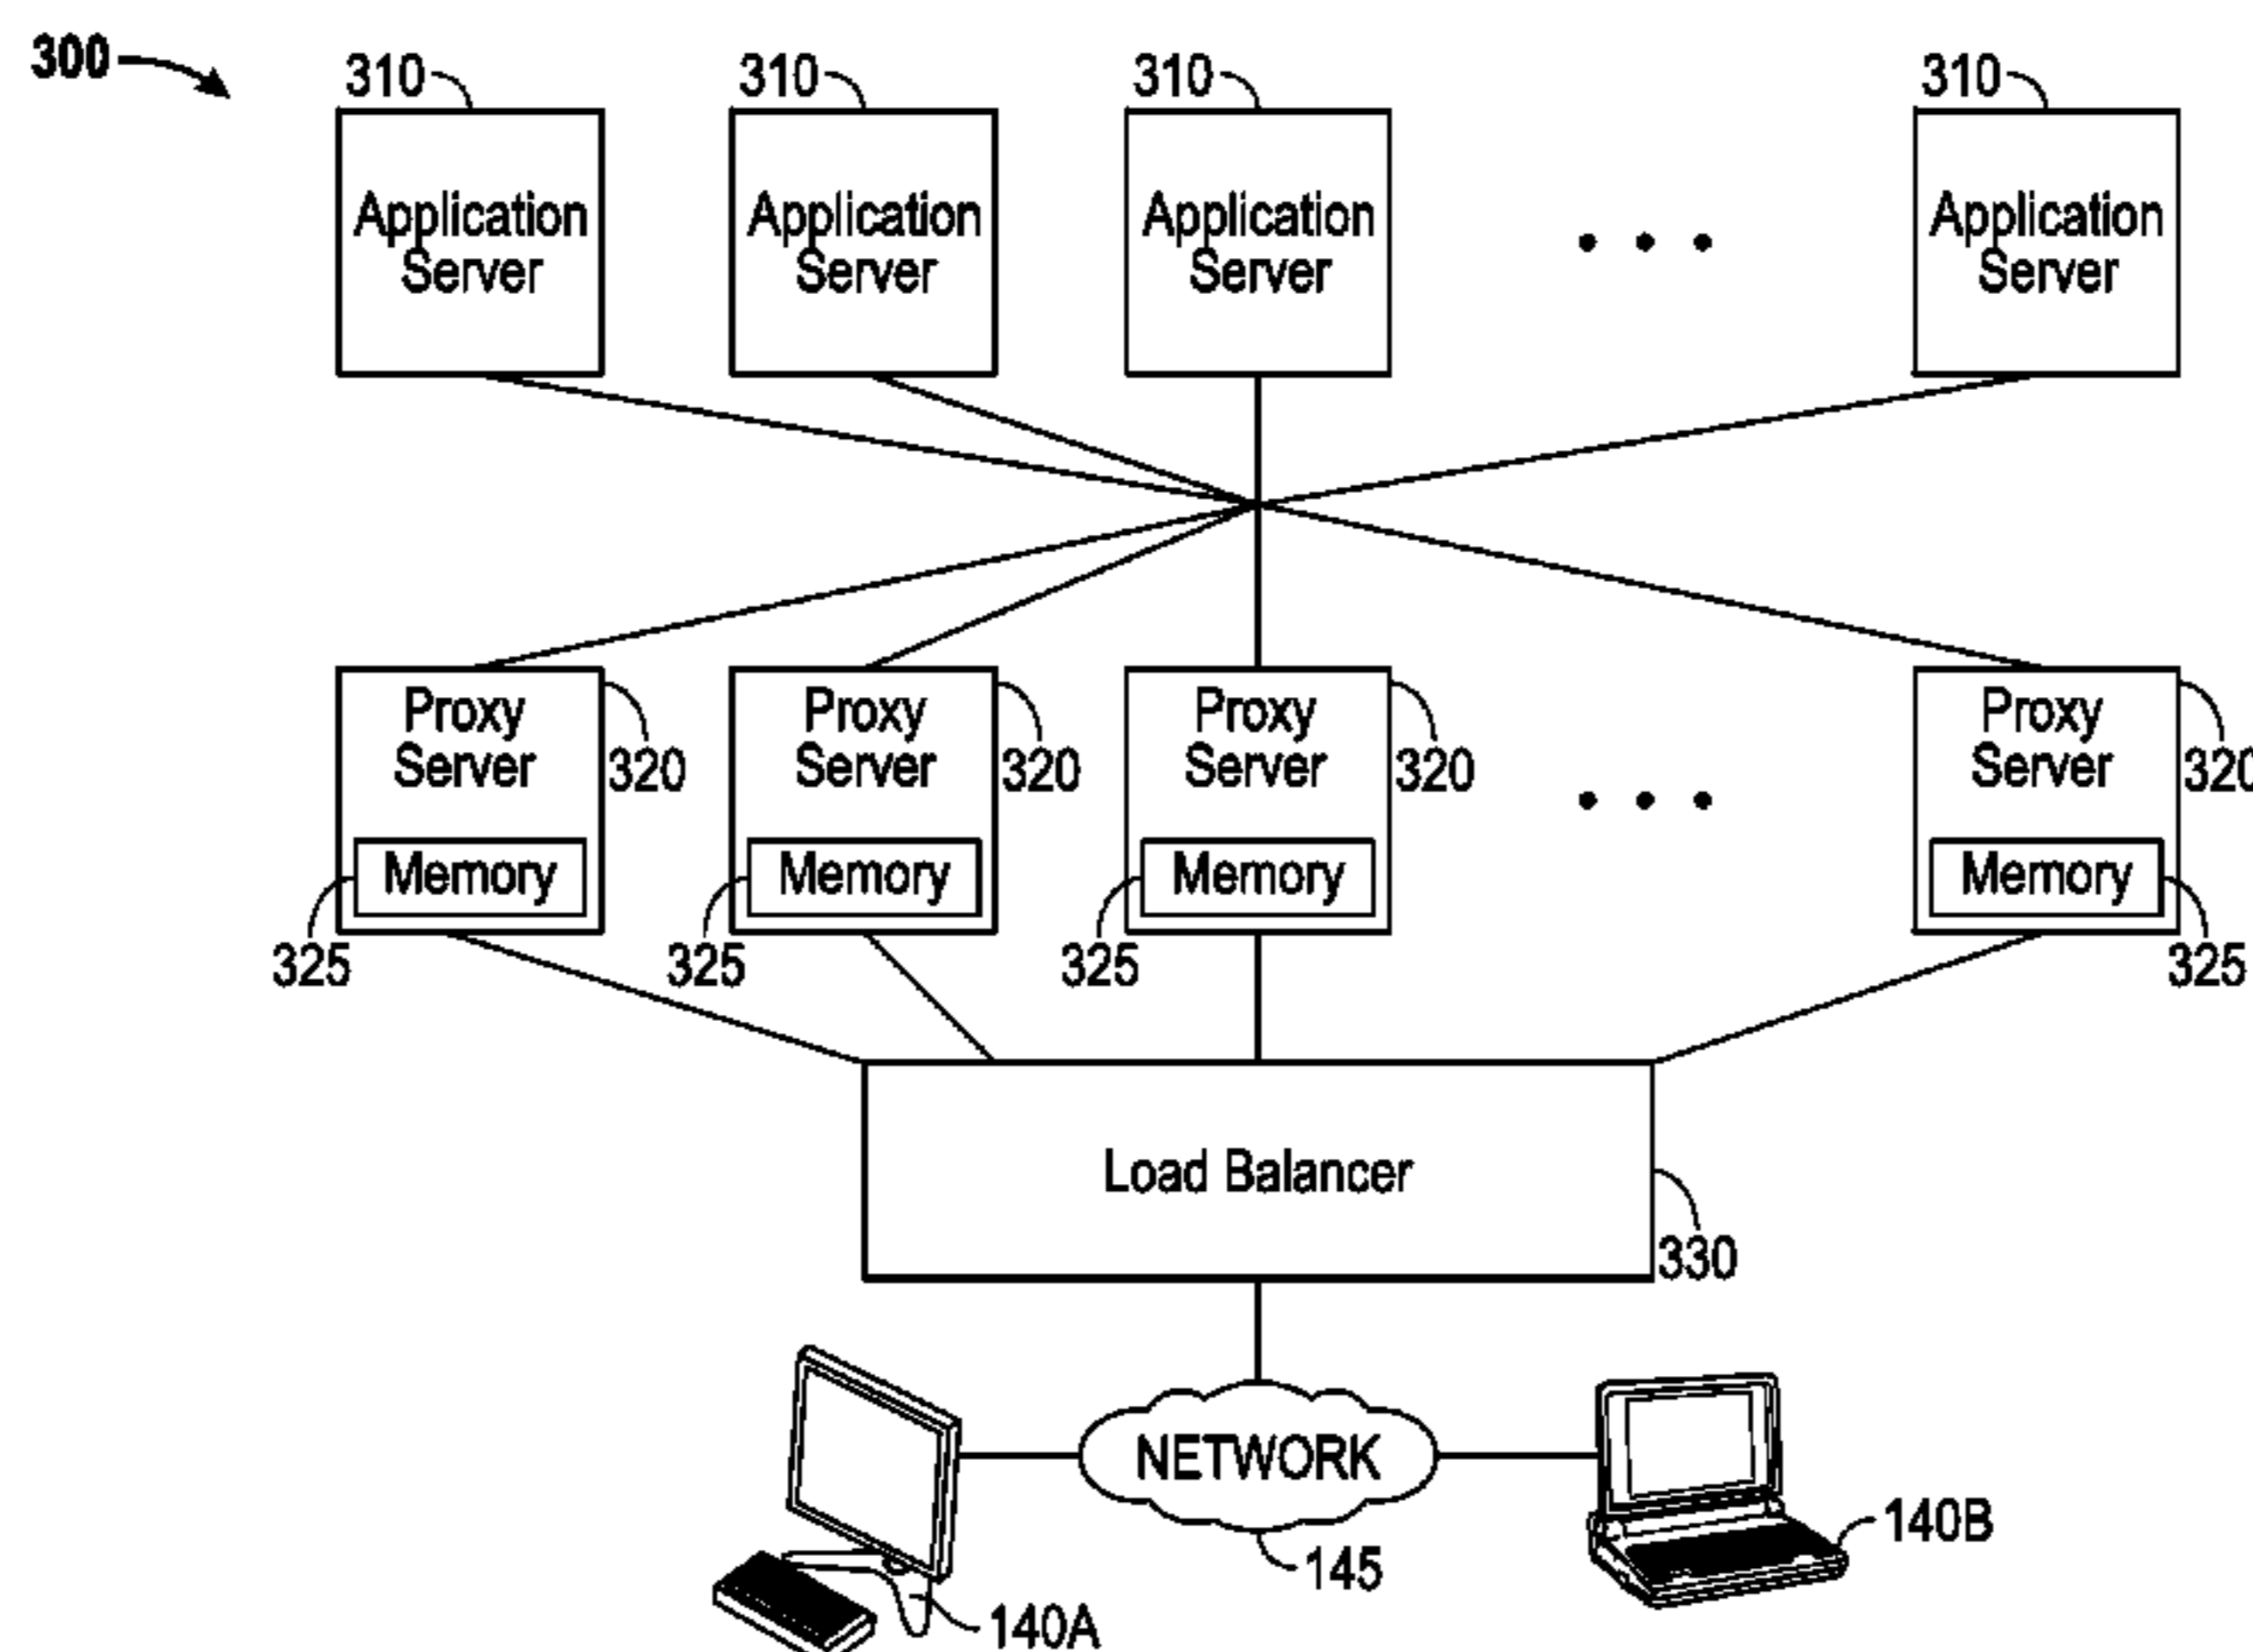 300
310
310
310
310
Application
Server
Application
Server
Application
Server
Application
Server
Proxy
Server
320
Proxy
Server
320
Proxy
Server
320
Proxy
Server
320
Memory
Memory
Memory
Memory
325
325
325
325
Load Balancer
330
NETWORK
145
140A
140B